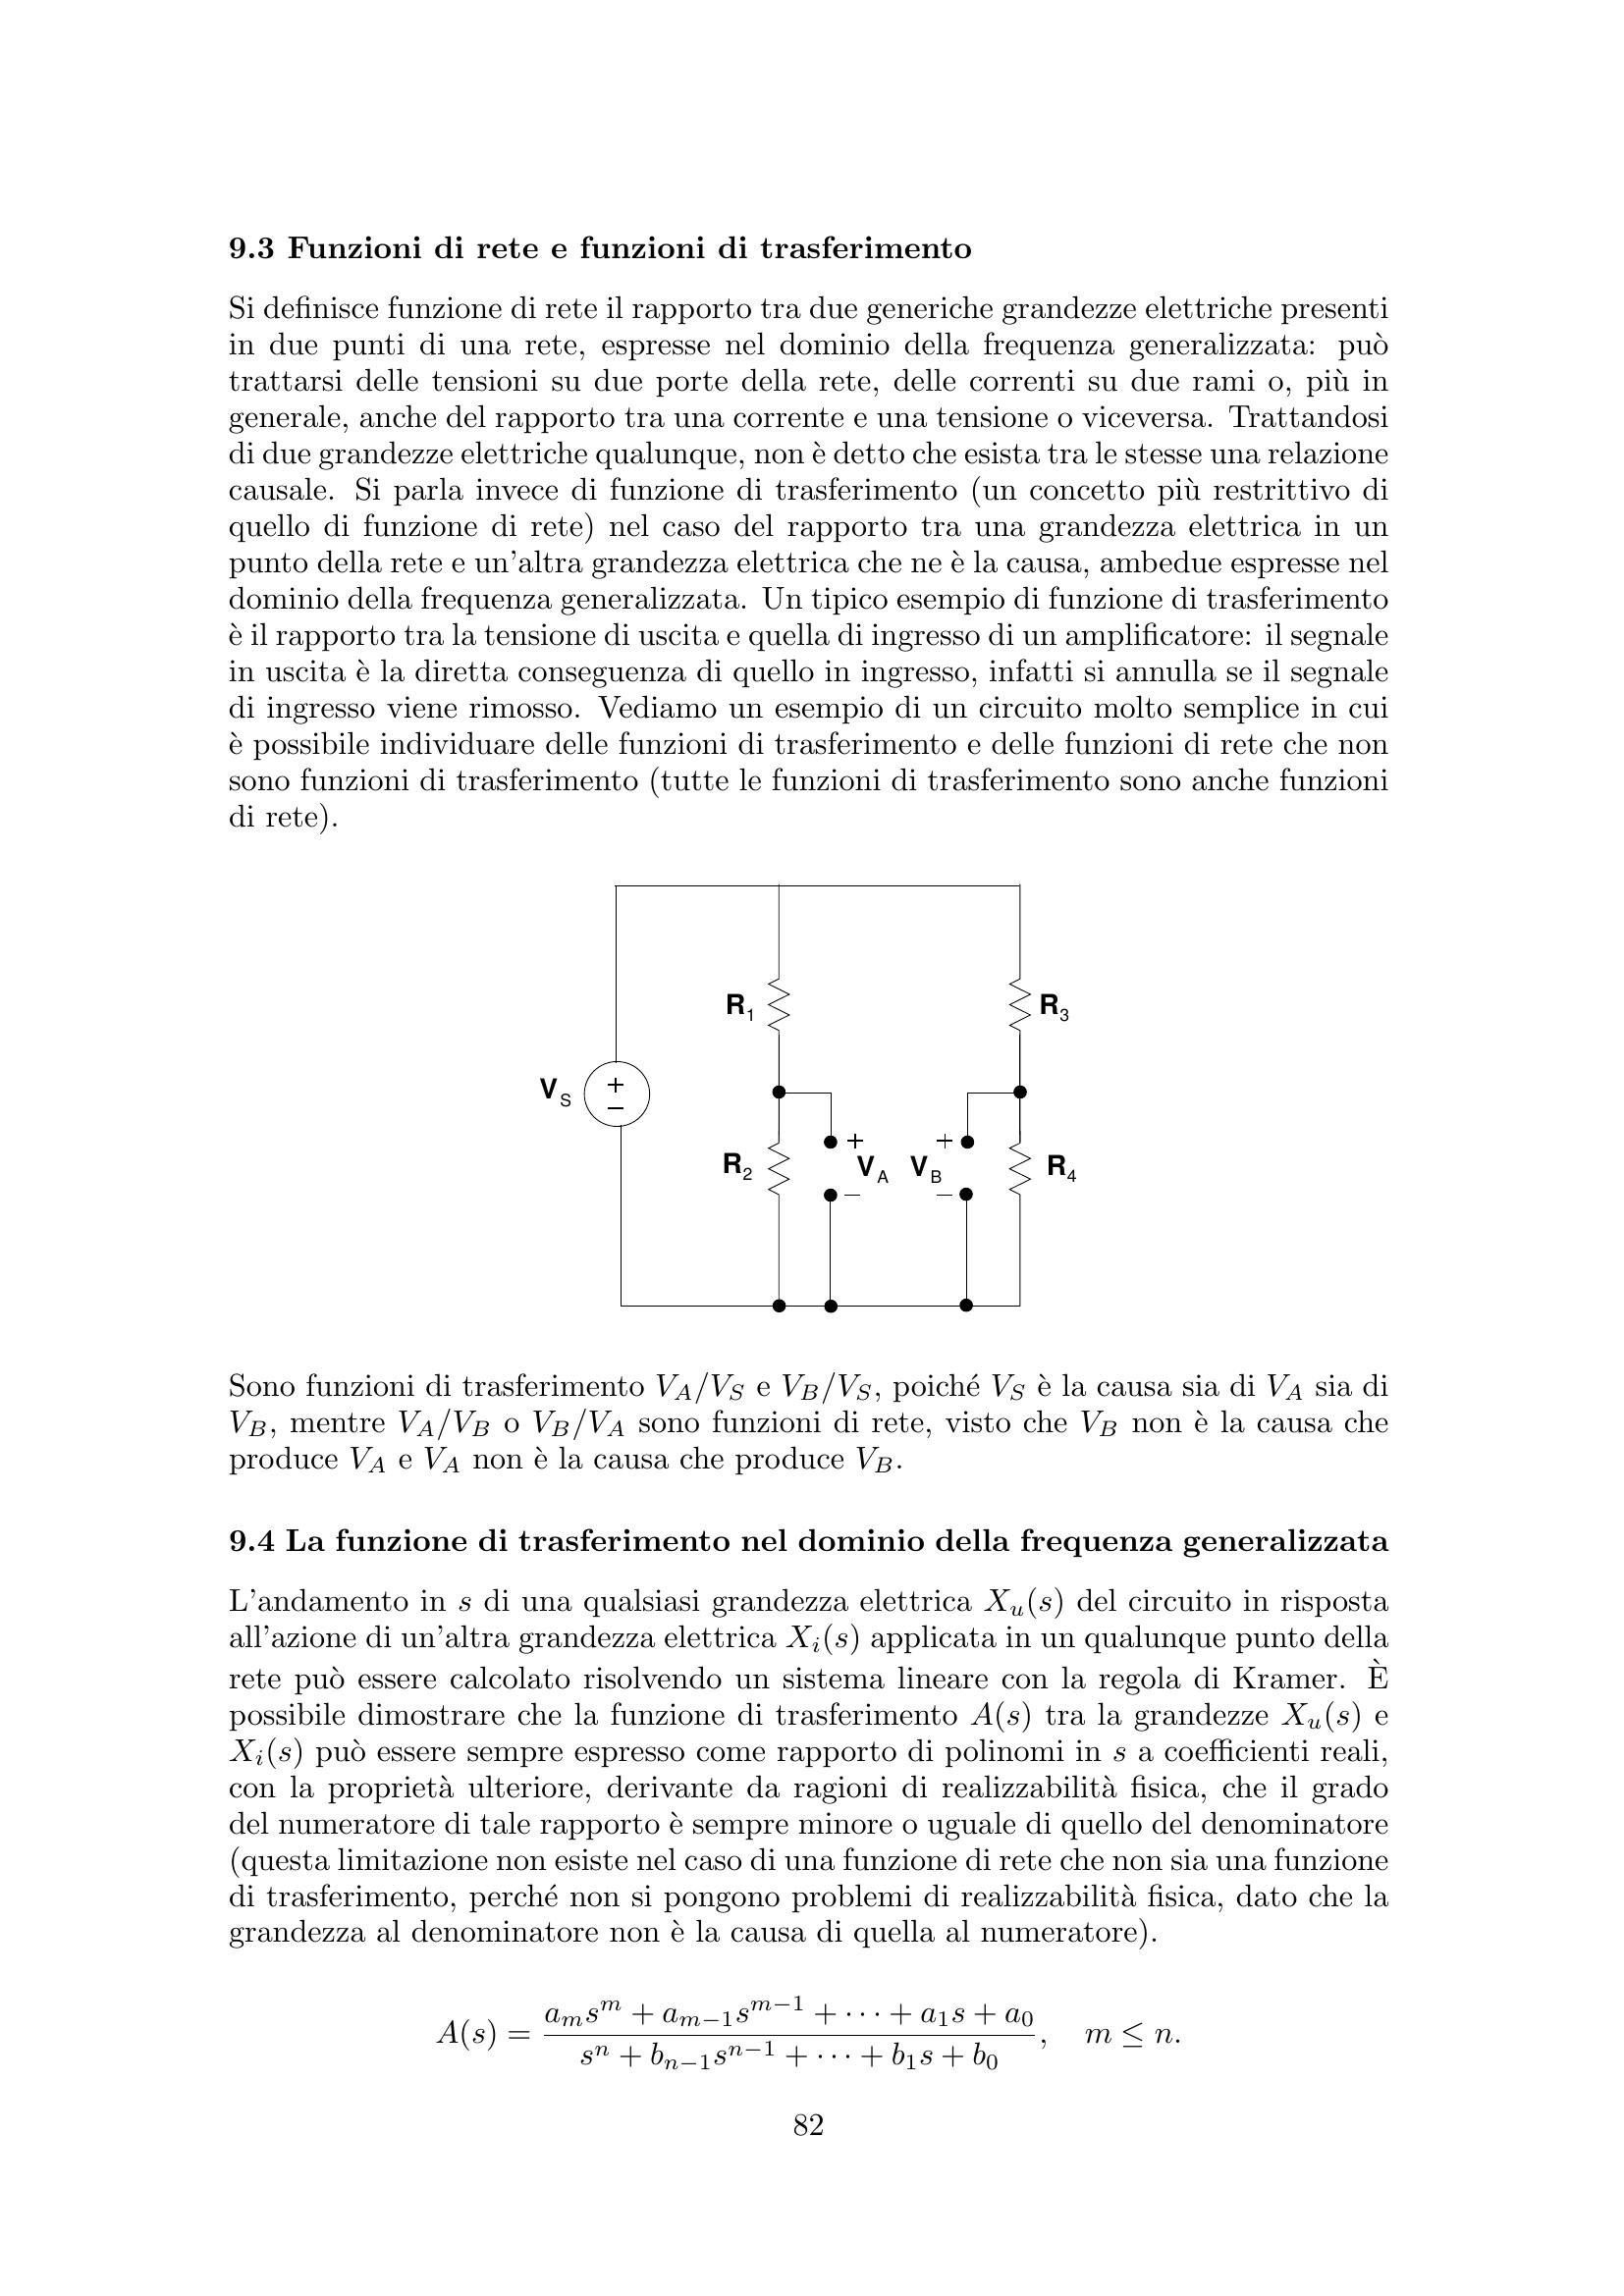 9.3 Funzioni di rete e funzioni di trasferimento
Si definisce funzione di rete il rapporto tra due generiche grandezze elettriche presenti
in due punti di una rete, espresse nel dominio della frequenza generalizzata: può
trattarsi delle tensioni su due porte della rete, delle correnti su due rami o, più in
generale, anche del rapporto tra una corrente e una tensione o viceversa. Trattandosi
di due grandezze elettriche qualunque, non è detto che esista tra le stesse una relazione
causale. Si parla invece di funzione di trasferimento (un concetto più restrittivo di
quello di funzione di rete) nel caso del rapporto tra una grandezza elettrica in un
punto della rete e un'altra grandezza elettrica che ne è la causa, ambedue espresse nel
dominio della frequenza generalizzata. Un tipico esempio di funzione di trasferimento
è il rapporto tra la tensione di uscita e quella di ingresso di un amplificatore: il segnale
in uscita è la diretta conseguenza di quello in ingresso, infatti si annulla se il segnale
di ingresso viene rimosso. Vediamo un esempio di un circuito molto semplice in cui
è possibile individuare delle funzioni di trasferimento e delle funzioni di rete che non
sono funzioni di trasferimento (tutte le funzioni di trasferimento sono anche funzioni
di rete).
R1 R3
VS + −
+ +
R2 VA VB R4
− −
Sono funzioni di trasferimento V_A/V_S e V_B/V_S, poiché V_S è la causa sia di V_A sia di
V_B, mentre V_A/V_B o V_B/V_A sono funzioni di rete, visto che V_B non è la causa che
produce V_A e V_A non è la causa che produce V_B.
9.4 La funzione di trasferimento nel dominio della frequenza generalizzata
L'andamento in s di una qualsiasi grandezza elettrica X_u(s) del circuito in risposta
all'azione di un'altra grandezza elettrica X_i(s) applicata in un qualunque punto della
rete può essere calcolato risolvendo un sistema lineare con la regola di Kramer. È
possibile dimostrare che la funzione di trasferimento A(s) tra la grandezze X_u(s) e
X_i(s) può essere sempre espresso come rapporto di polinomi in s a coefficienti reali,
con la proprietà ulteriore, derivante da ragioni di realizzabilità fisica, che il grado
del numeratore di tale rapporto è sempre minore o uguale di quello del denominatore
(questa limitazione non esiste nel caso di una funzione di rete che non sia una funzione
di trasferimento, perché non si pongono problemi di realizzabilità fisica, dato che la
grandezza al denominatore non è la causa di quella al numeratore).
A(s) = (a_m s^m + a_{m−1} s^{m−1} + ··· + a_1 s + a_0) / (s^n + b_{n−1} s^{n−1} + ··· + b_1 s + b_0), m ≤ n.
82